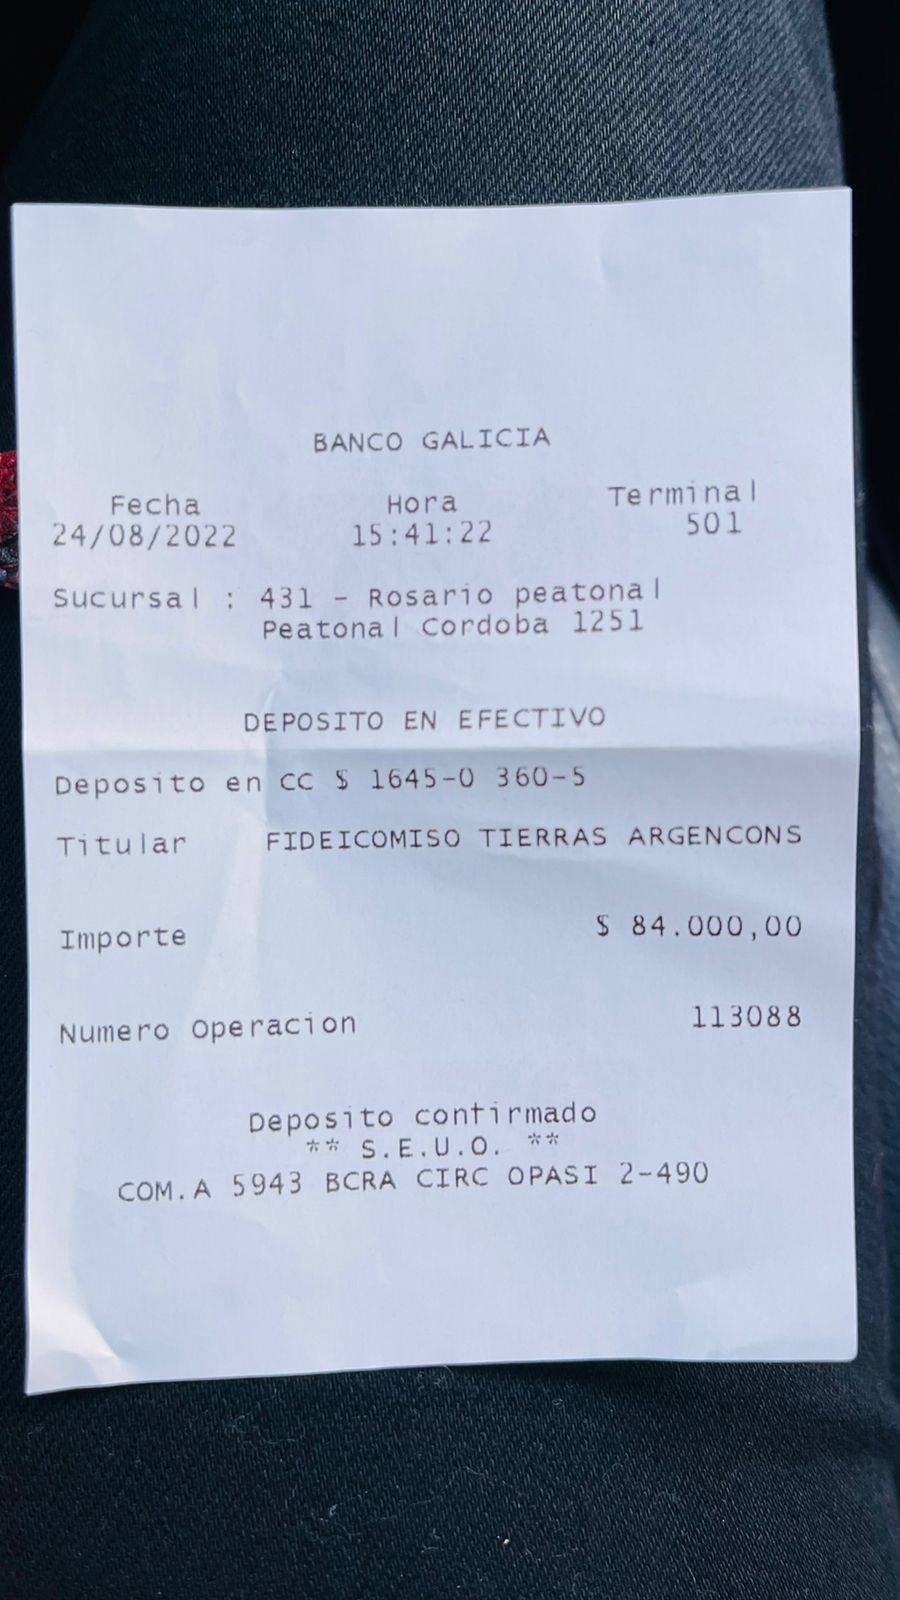 BANCO GALICIA
Fecha Hora Terminal
24/08/2022 15:41:22 501
Sucursal : 431 - Rosario peatonal
Peatonal Cordoba 1251
DEPOSITO EN EFECTIVO
Deposito en CC $ 1645-0 360-5
Titular FIDEICOMISO TIERRAS ARGENCONS
Importe $ 84.000,00
Numero Operacion 113088
Deposito confirmado
** S.E.U.O. **
COM.A 5943 BCRA CIRC OPASI 2-490